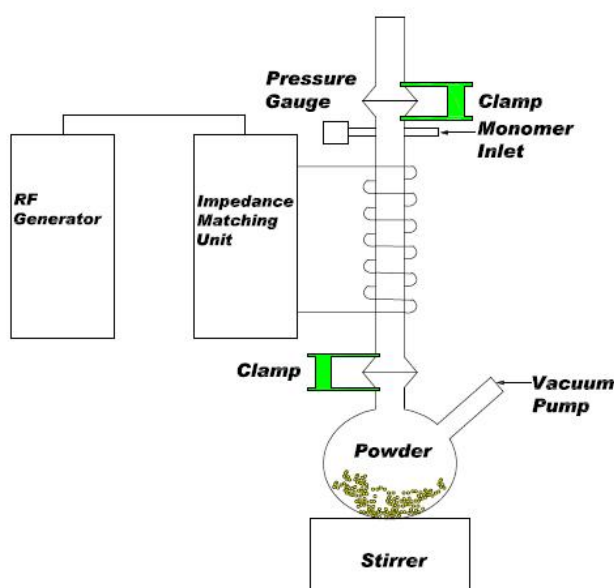 Pressure
Gauge
Clamp
Monomer
Inlet
RF
Generator
Impedance
Matching
Unit
Clamp
Vacuum
Pump
Powder
Stirrer